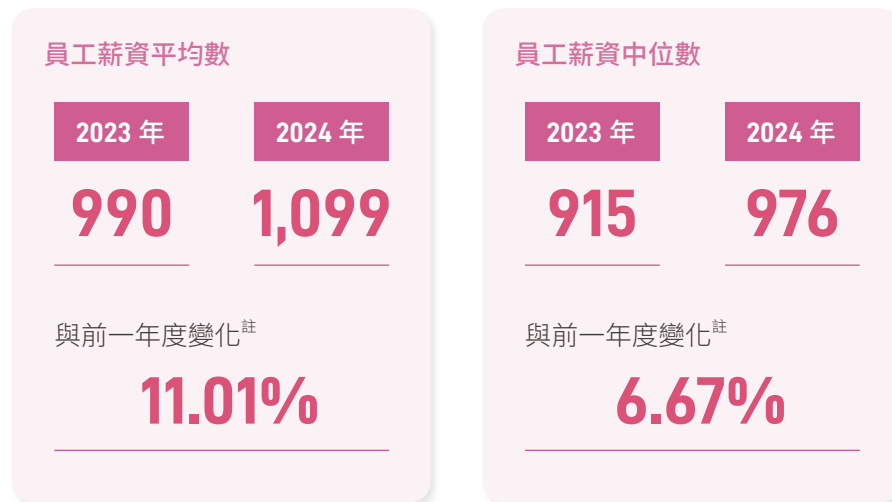 員工薪資平均數
2023 年
2024 年
990
1,099
與前一年度變化註
11.01%
員工薪資中位數
2023 年
2024 年
915
976
與前一年度變化註
6.67%